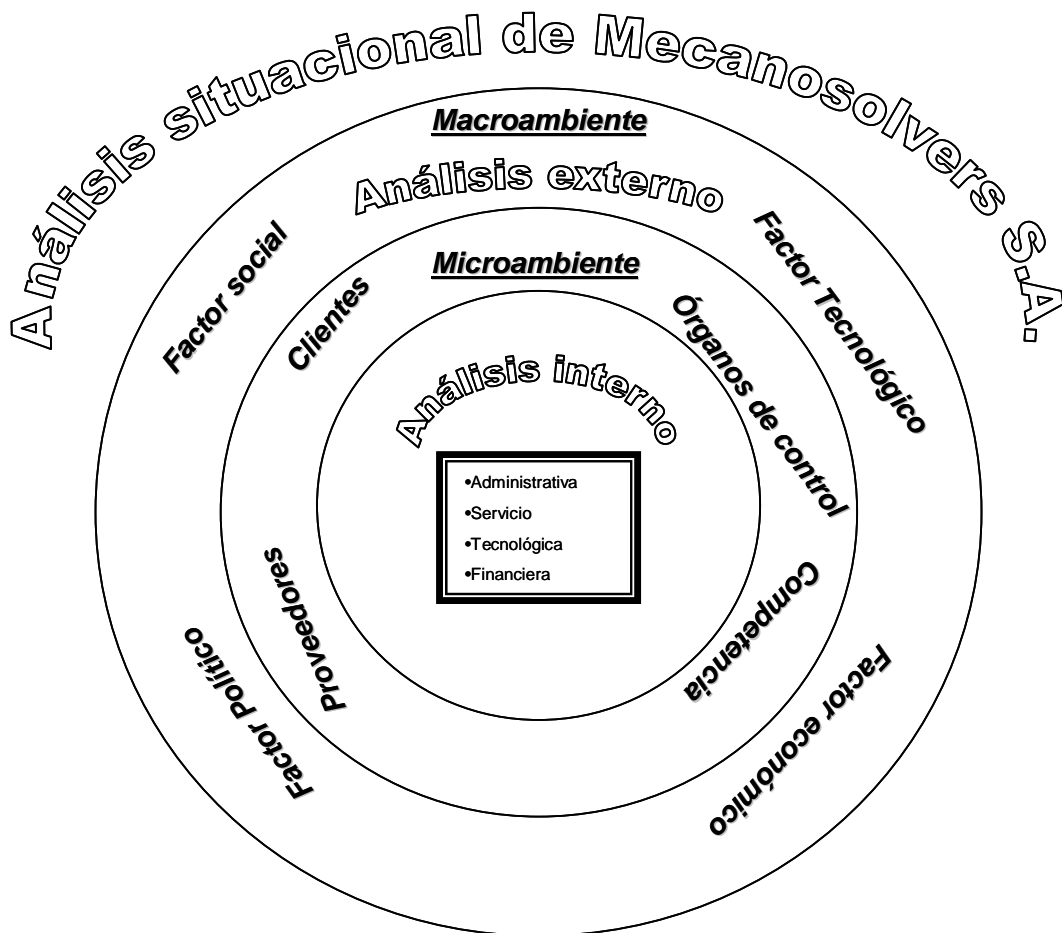 Análisis situacional de Mecanosolvers S.A.
Macroambiente
Análisis externo
Factor social
Factor Tecnológico
Microambiente
Clientes
Órganos de control
Análisis interno
•Administrativa
•Servicio
•Tecnológica
•Financiera
Proveedores
Competencia
Factor Político
Factor económico